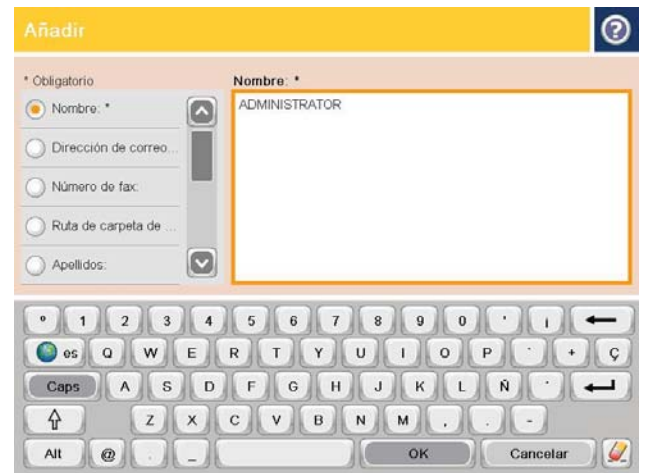 Añadir
* Obligatorio
Nombre: *
Nombre: *
ADMINISTRATOR
Dirección de correo...
Número de fax:
Ruta de carpeta de ...
Apellidos:
º 1 2 3 4 5 6 7 8 9 0 ' ¡
es Q W E R T Y U I O P ` + Ç
Caps A S D F G H J K L Ñ ´
Z X C V B N M , . -
Alt @ . _ OK Cancelar